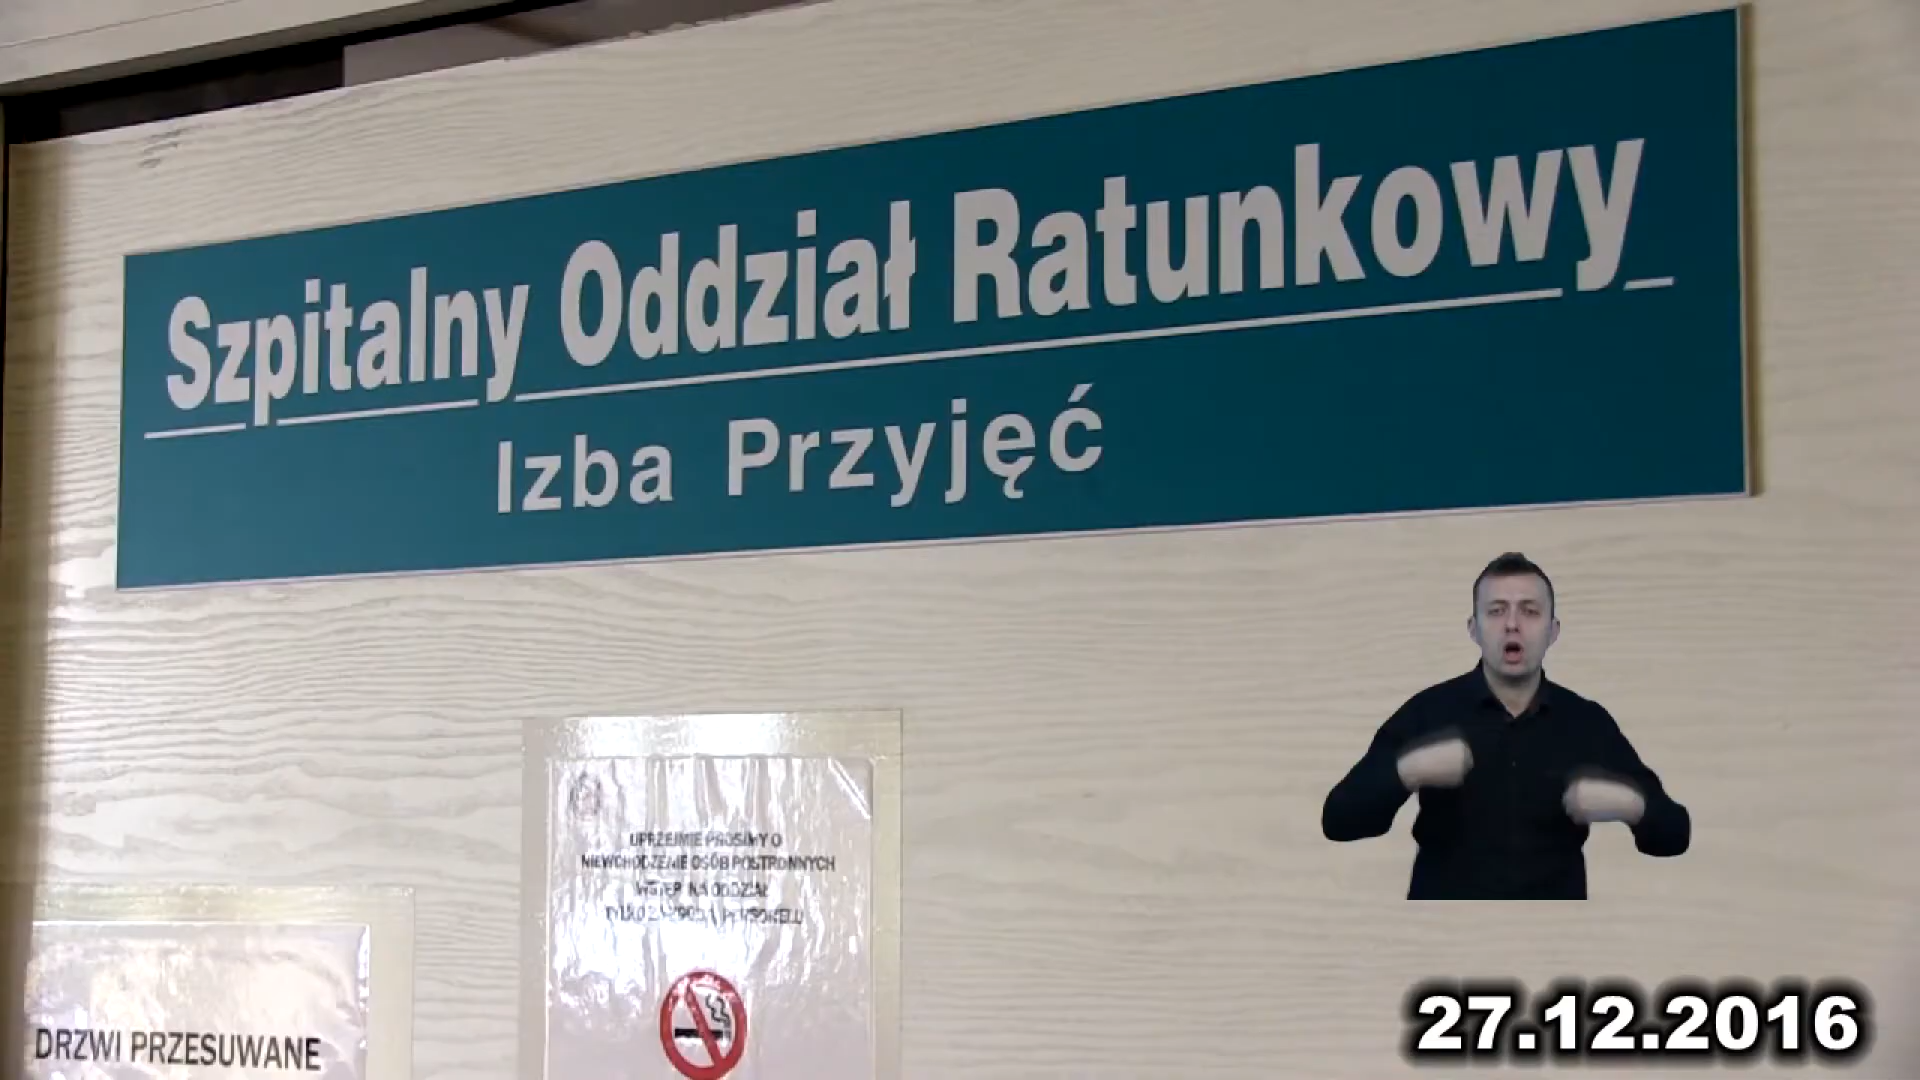 Szpitalny Oddział Ratunkowy
Izba Przyjęć
UPRZEJMIE PROSIMY O
NIEWCHODZENIE OSÓB POSTRONNYCH
WSTĘP NA ODDZIAŁ
DRZWI PRZESUWANE
27.12.2016